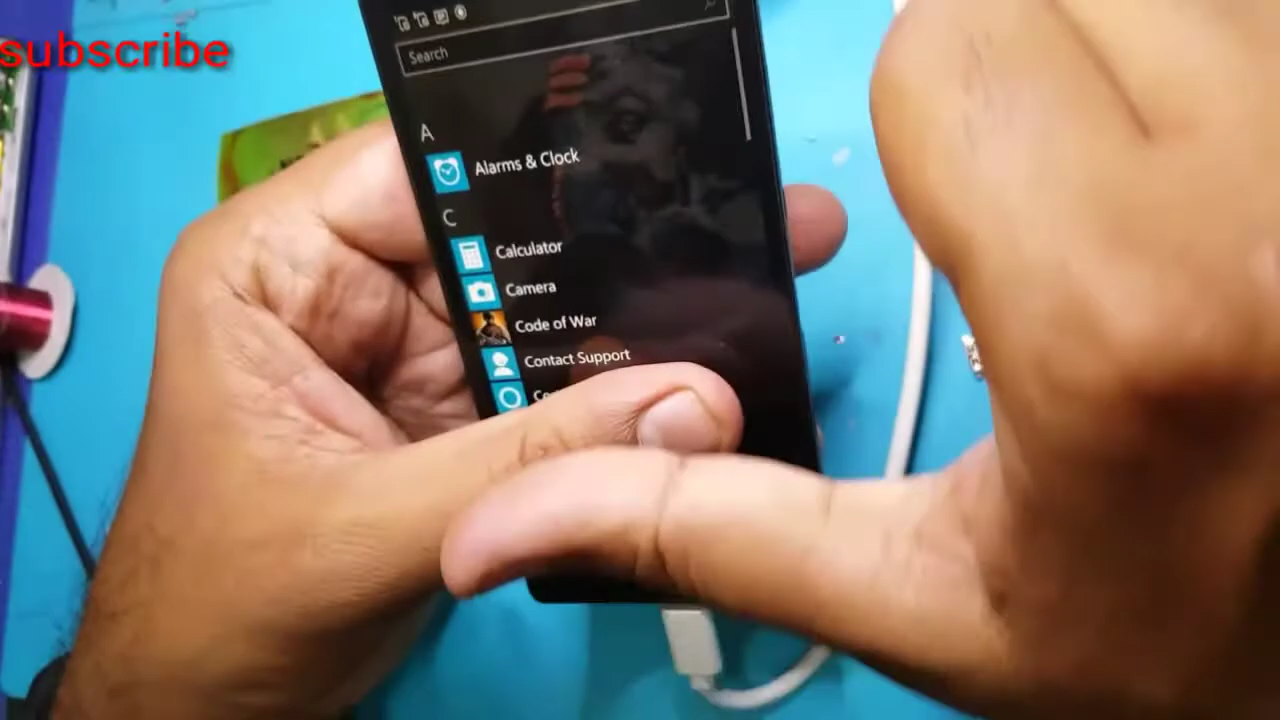 subscribe
Search
A
Alarms & Clock
C
Calculator
Camera
Code of War
Contact Support